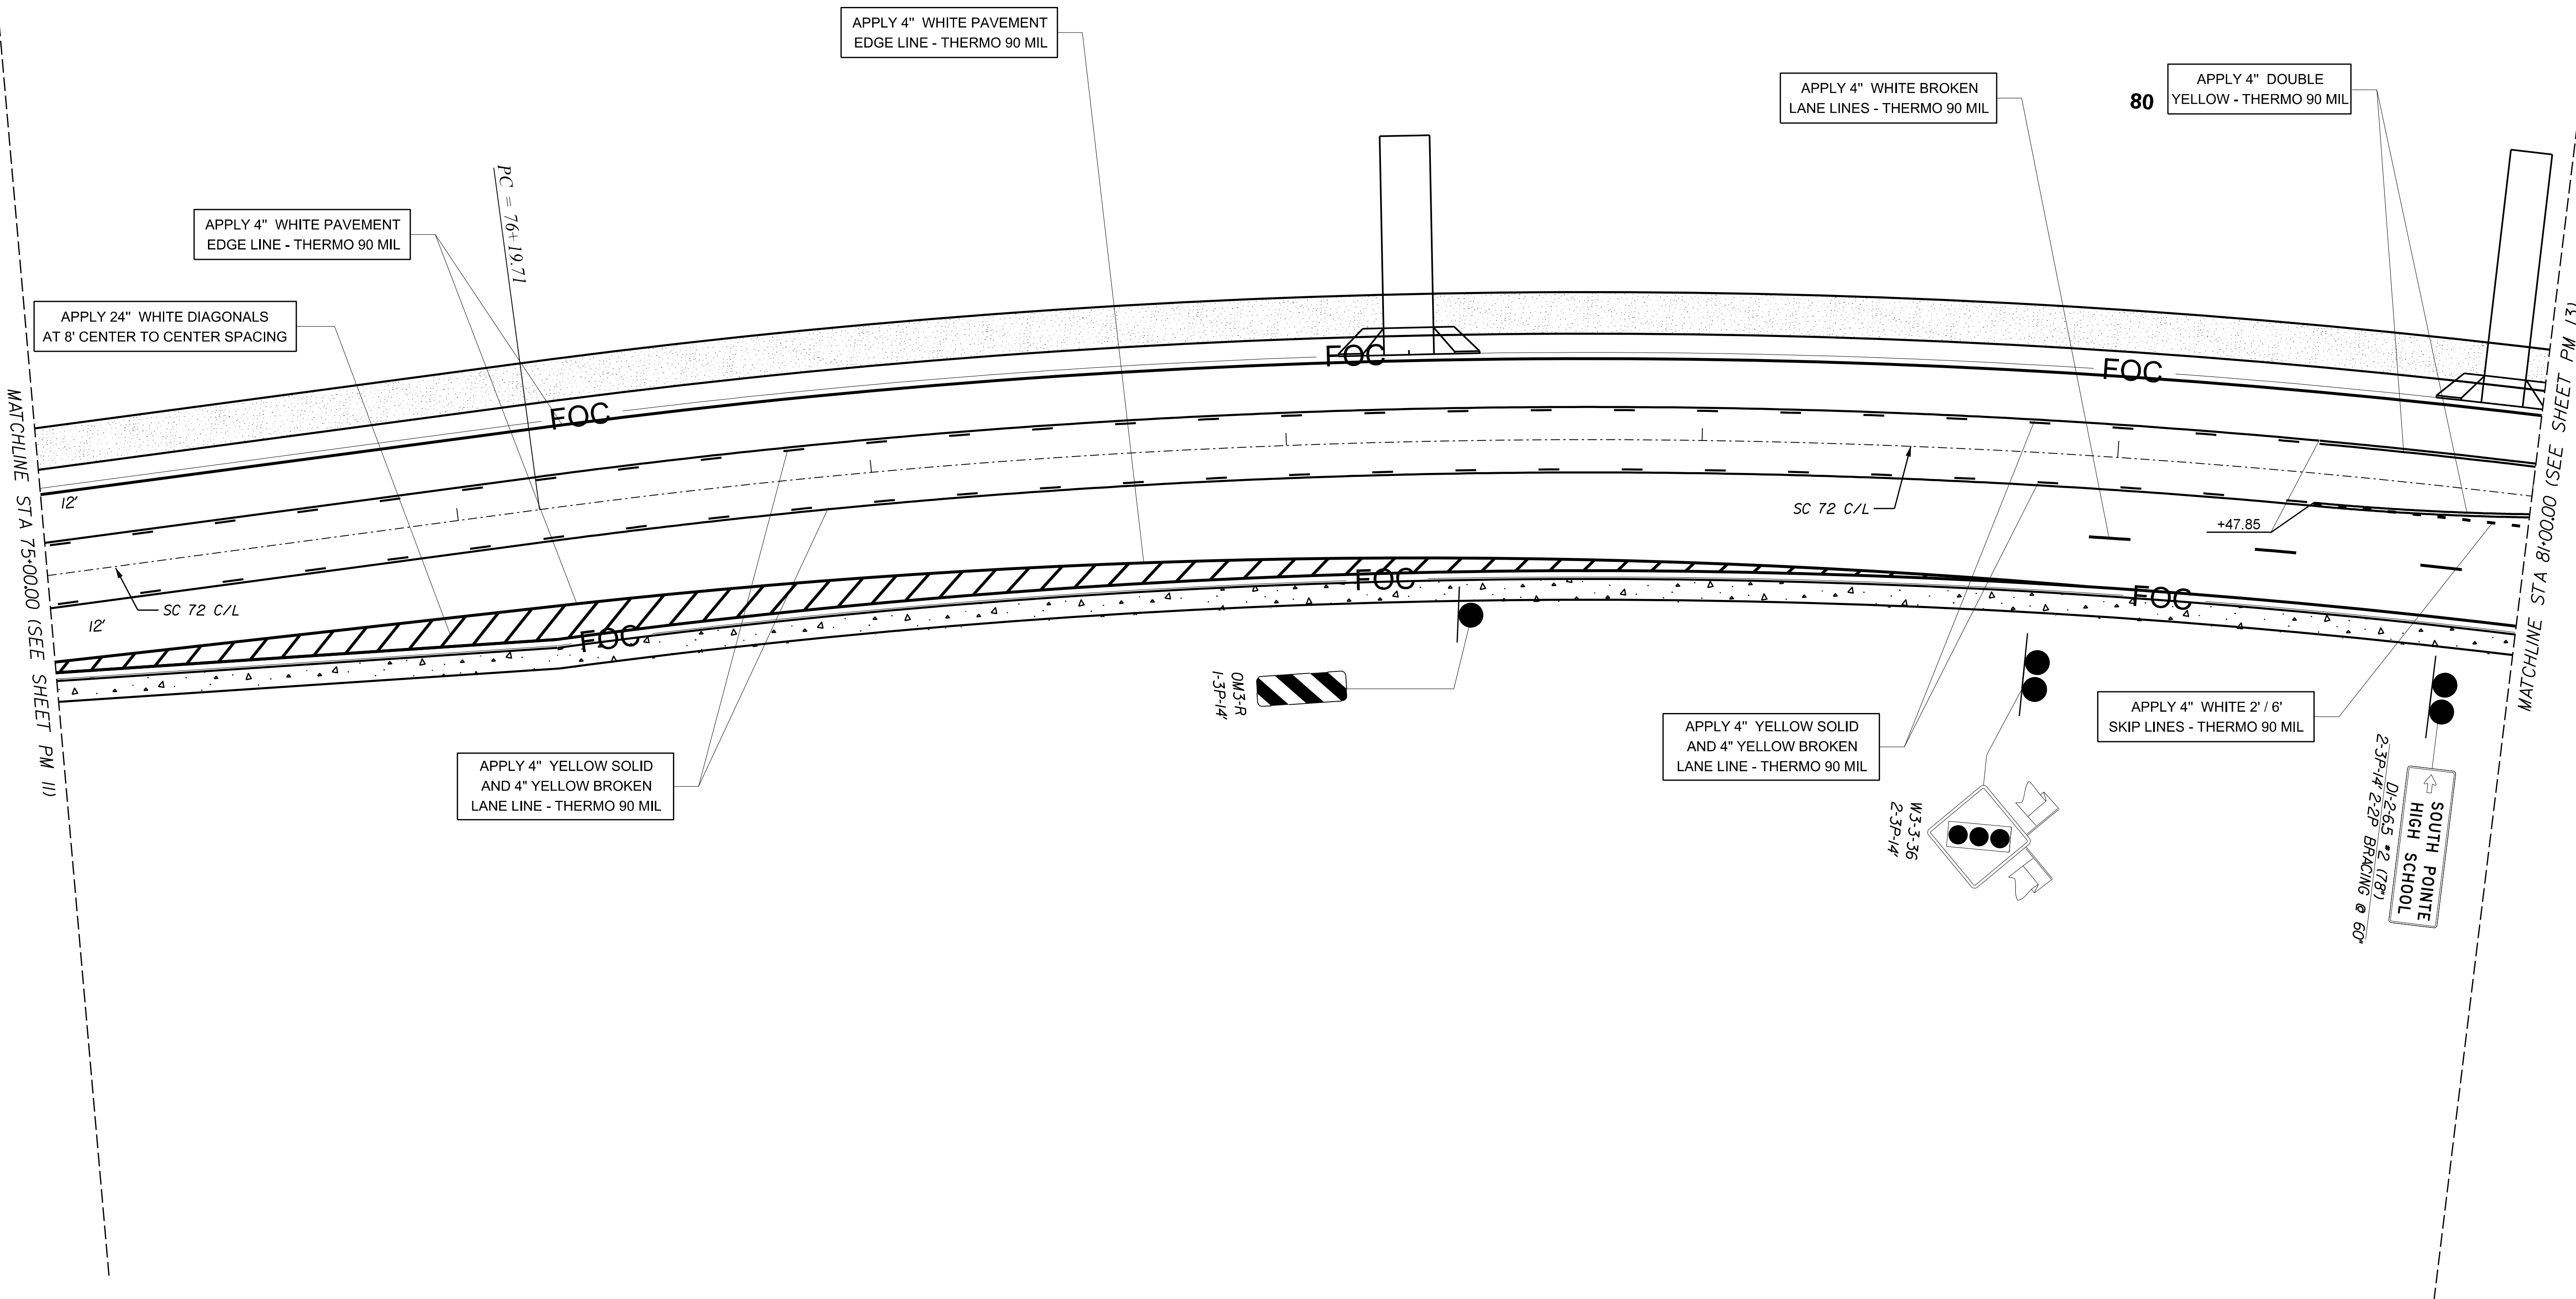 APPLY 4" WHITE PAVEMENT
EDGE LINE - THERMO 90 MIL
APPLY 4" WHITE BROKEN
LANE LINES - THERMO 90 MIL
80
APPLY 4" DOUBLE
YELLOW - THERMO 90 MIL
PC = 76+19.71
APPLY 4" WHITE PAVEMENT
EDGE LINE - THERMO 90 MIL
APPLY 24" WHITE DIAGONALS
AT 8' CENTER TO CENTER SPACING
FOC
FOC
FOC
12'
SC 72 C/L
+47.85
SC 72 C/L
12'
FOC
FOC
FOC
MATCHLINE STA 75+00.00 (SEE SHEET PM 11)
MATCHLINE STA 81+00.00 (SEE SHEET PM 13)
OM3-R
1-3P-14'
APPLY 4" YELLOW SOLID
AND 4" YELLOW BROKEN
LANE LINE - THERMO 90 MIL
APPLY 4" YELLOW SOLID
AND 4" YELLOW BROKEN
LANE LINE - THERMO 90 MIL
APPLY 4" WHITE 2' / 6'
SKIP LINES - THERMO 90 MIL
W3-3-36
2-3P-14'
SOUTH POINTE
HIGH SCHOOL
D1-2-6.5 #2 (78")
2-3P-14' 2-2P BRACING @ 60"